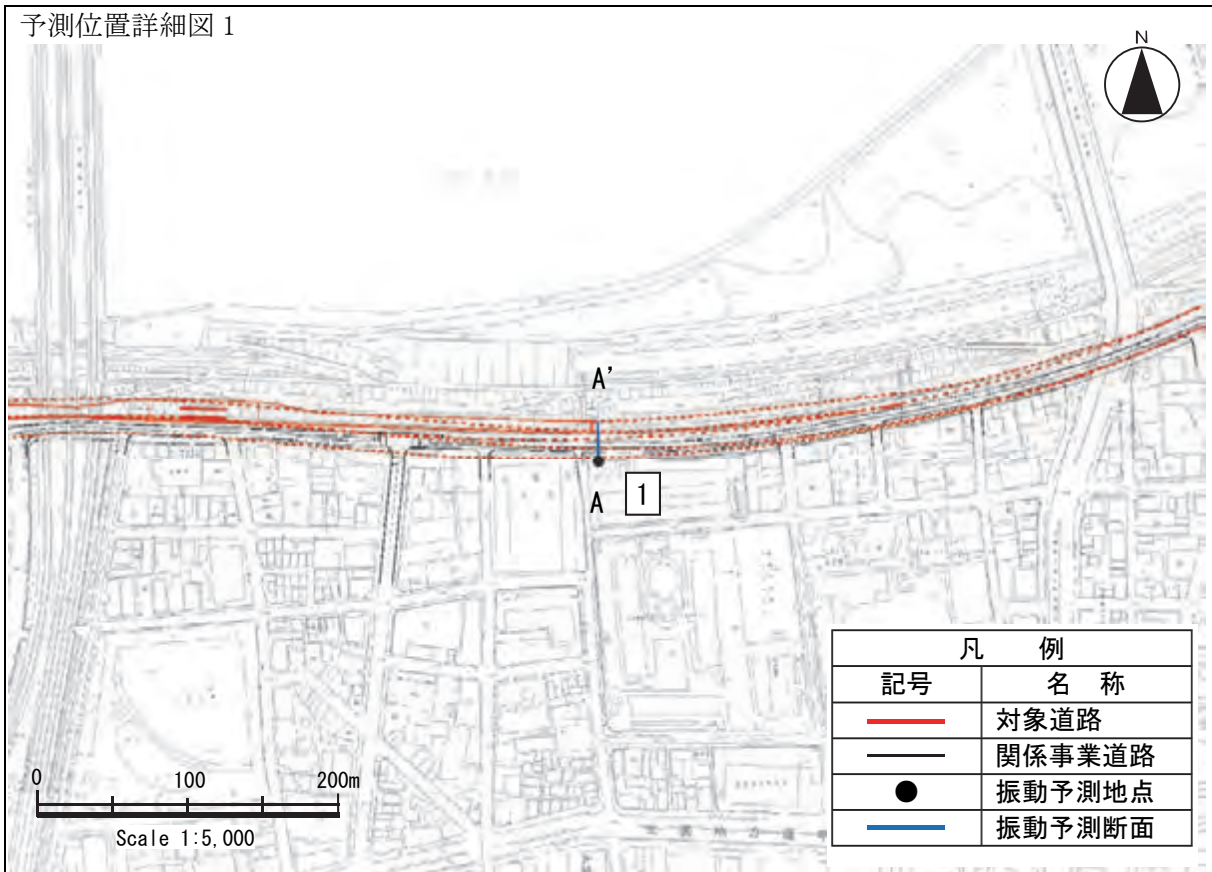 予測位置詳細図 1
N
A'
A
1
凡 例
記号 名 称
対象道路
関係事業道路
振動予測地点
振動予測断面
0 100 200m
Scale 1:5,000